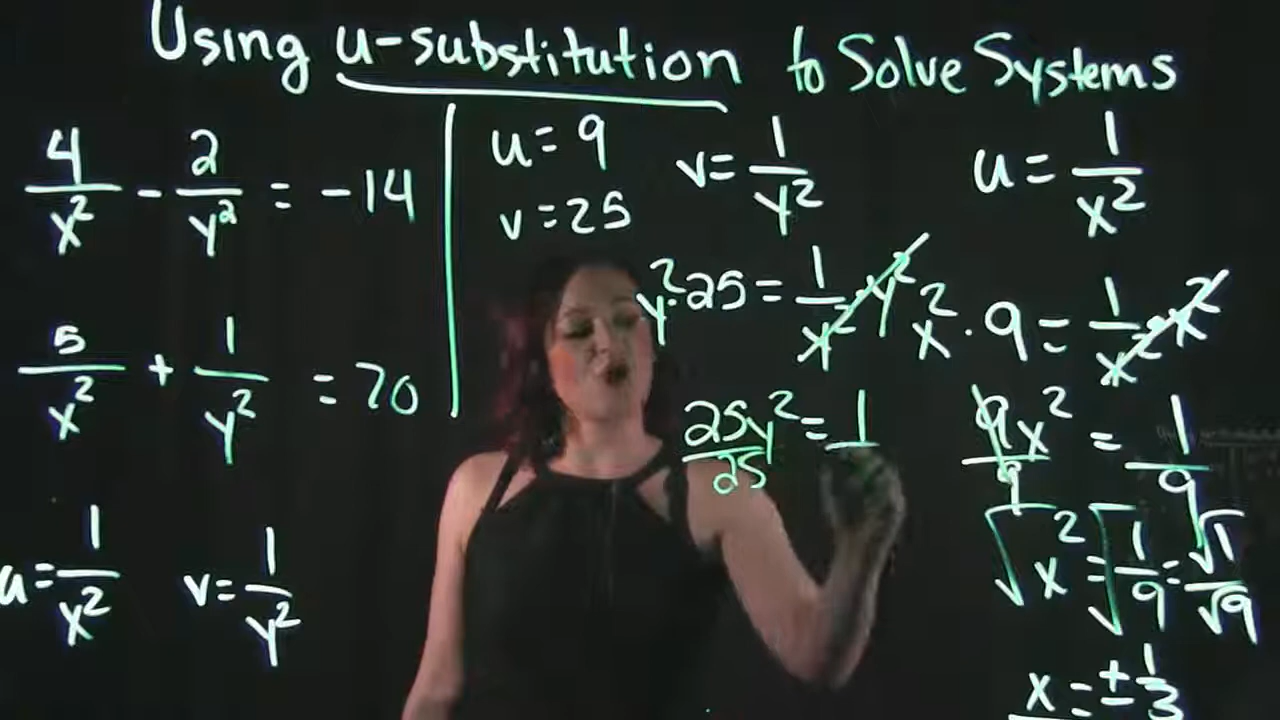 Using u-substitution to Solve Systems
4/x² - 2/y² = -14
5/x² + 1/y² = 70
u = 1/x² v = 1/y²
u = 9
v = 25
v = 1/y²
y² · 25 = 1/y² · y²
25y²/25 = 1
u = 1/x²
x² · 9 = 1/x² · x²
9x²/9 = 1/9
√x² = √1/9 = √1/√9
x = ± 1/3